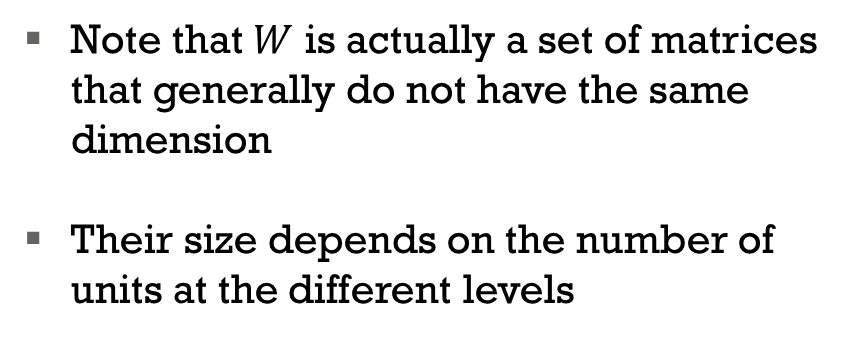 ▪ Note that W is actually a set of matrices
that generally do not have the same
dimension
▪ Their size depends on the number of
units at the different levels